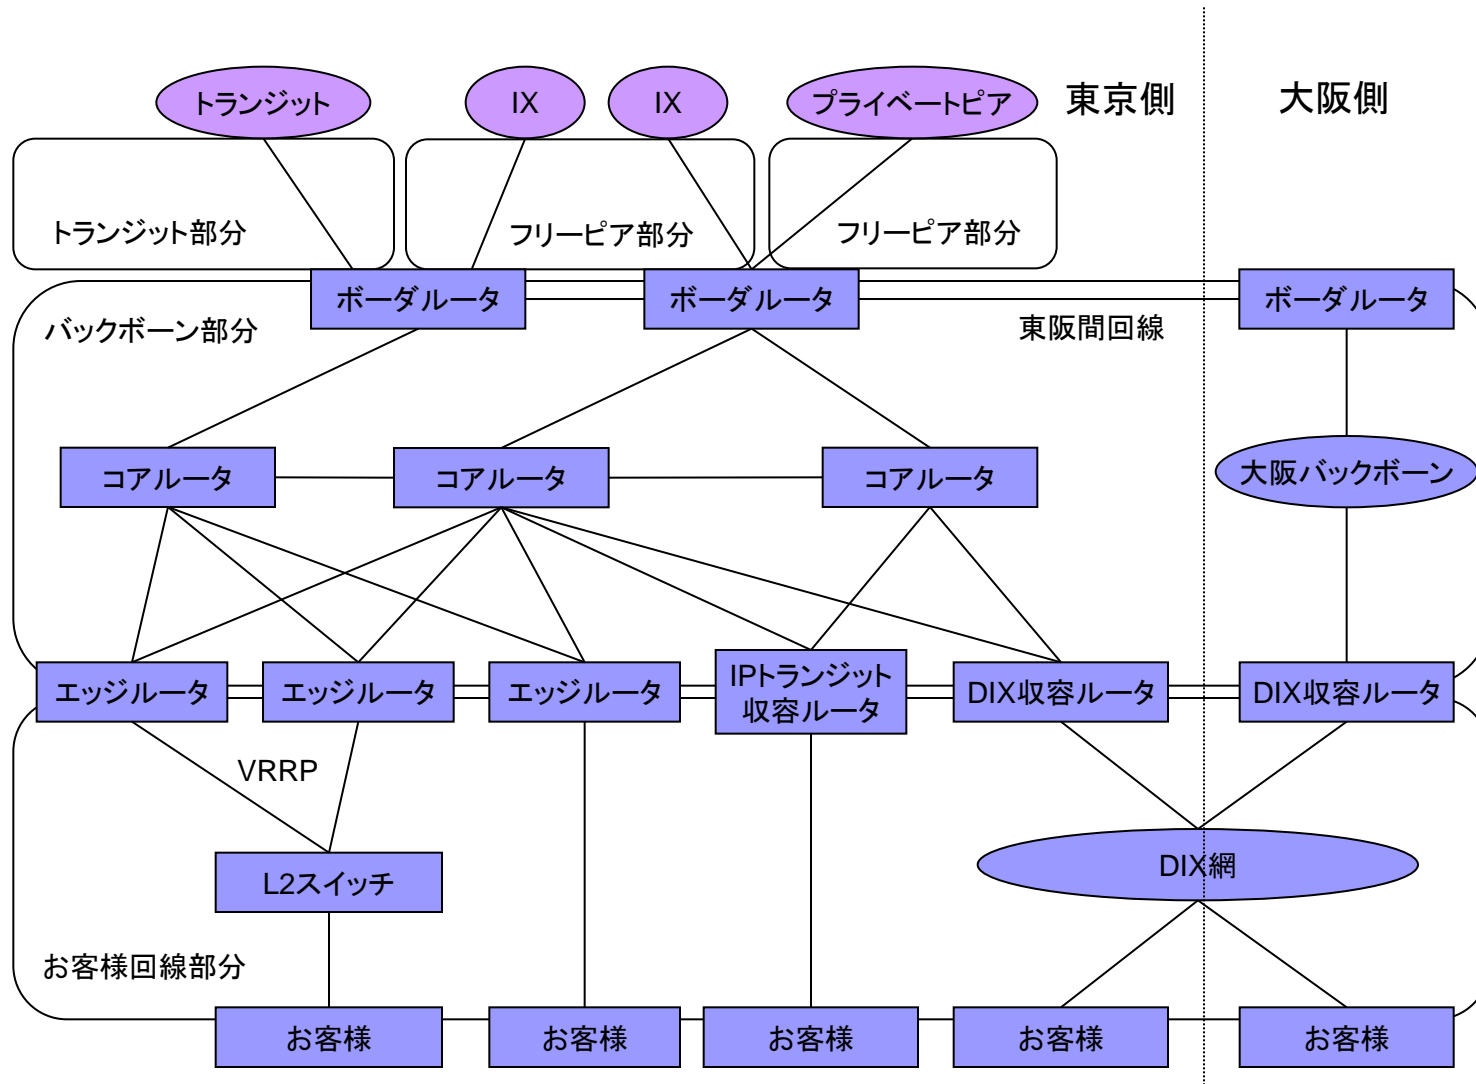 東京側
大阪側
トランジット
IX
IX
プライベートピア
トランジット部分
フリーピア部分
フリーピア部分
ボーダルータ
ボーダルータ
ボーダルータ
バックボーン部分
東阪間回線
コアルータ
コアルータ
コアルータ
大阪バックボーン
エッジルータ
エッジルータ
エッジルータ
IPトランジット
収容ルータ
DIX収容ルータ
DIX収容ルータ
VRRP
L2スイッチ
DIX網
お客様回線部分
お客様
お客様
お客様
お客様
お客様